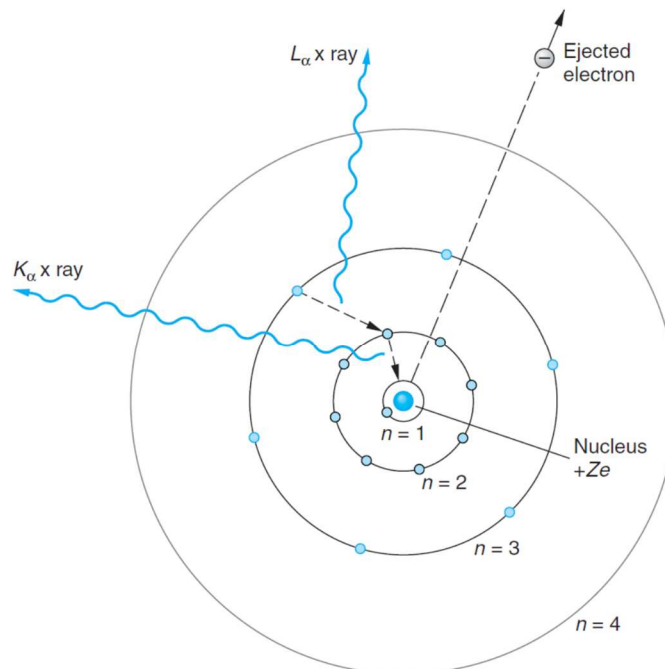 Lα x ray
Ejected
electron
Kα x ray
n = 1
Nucleus
+Ze
n = 2
n = 3
n = 4